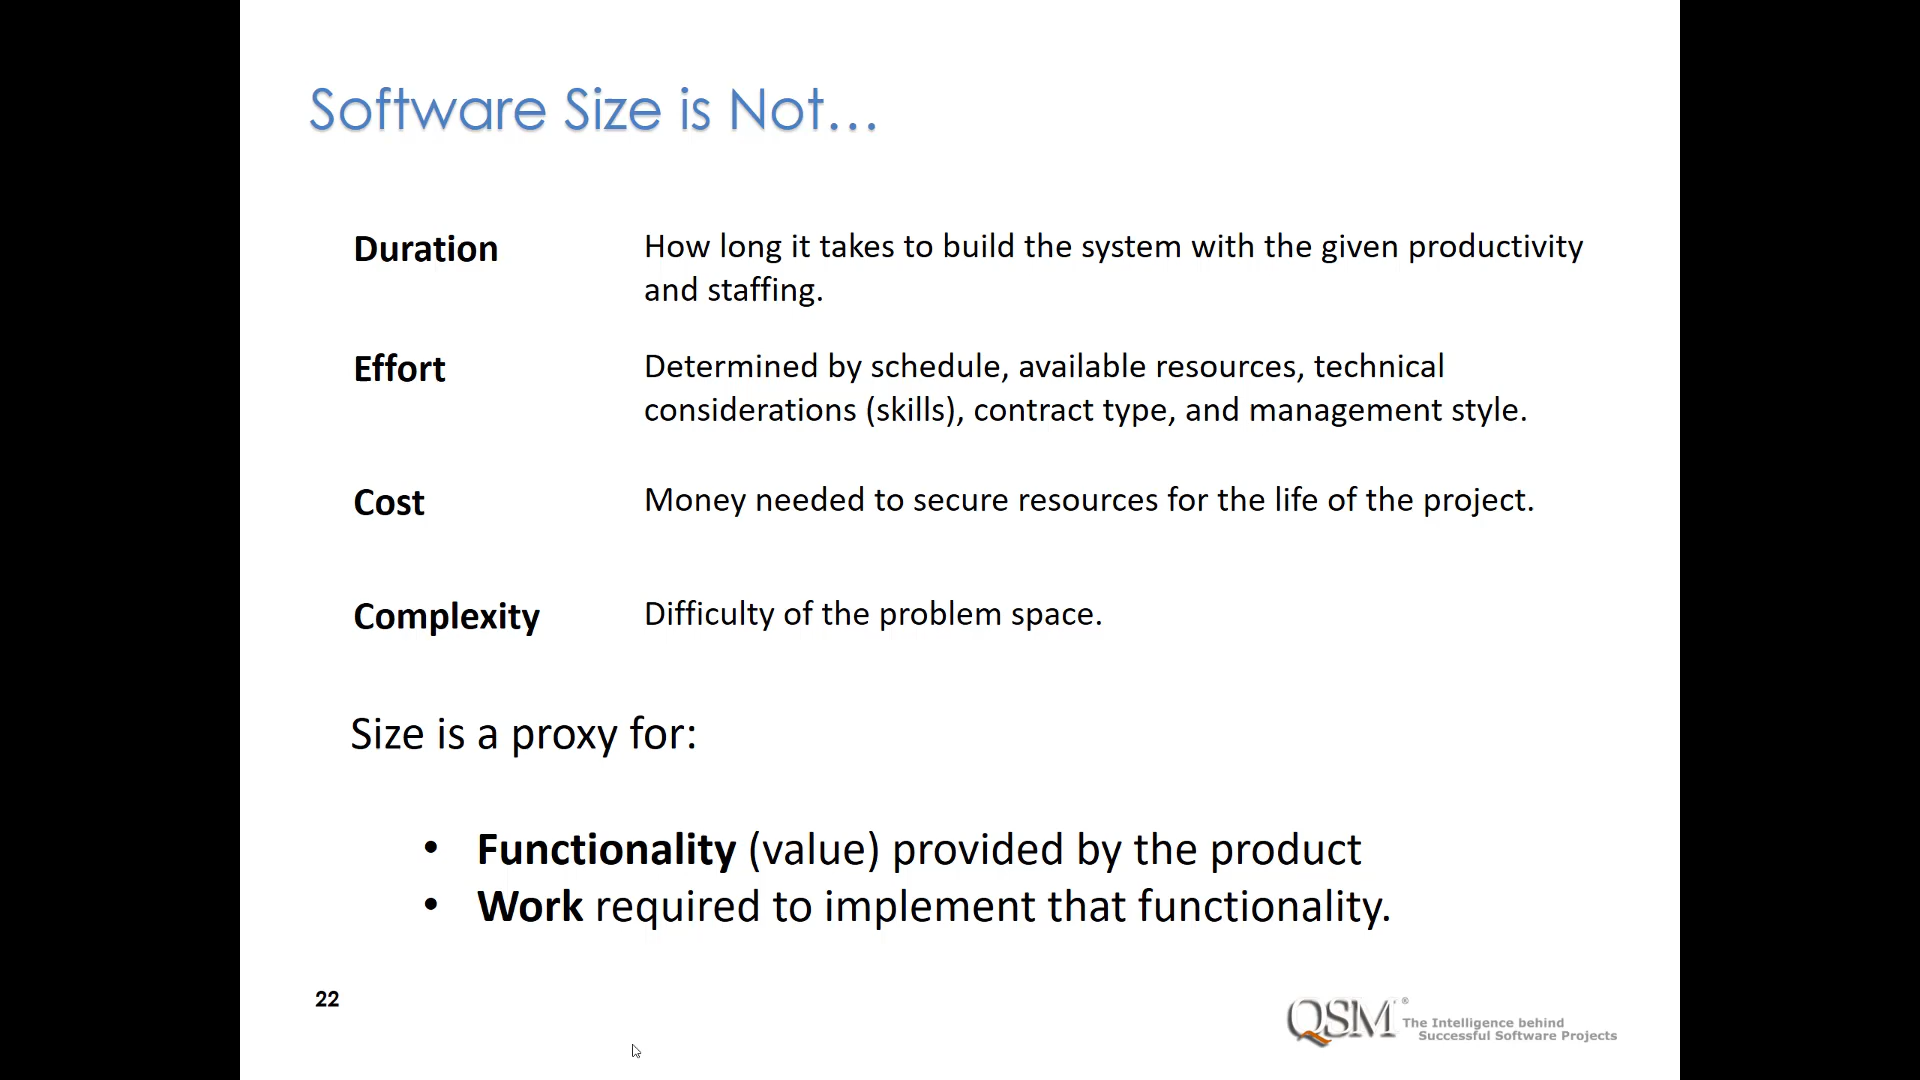 Software Size is Not...
Duration
How long it takes to build the system with the given productivity
and staffing.
Effort
Determined by schedule, available resources, technical
considerations (skills), contract type, and management style.
Cost
Money needed to secure resources for the life of the project.
Complexity
Difficulty of the problem space.
Size is a proxy for:
• Functionality (value) provided by the product
• Work required to implement that functionality.
22
QSM®
The Intelligence behind
Successful Software Projects